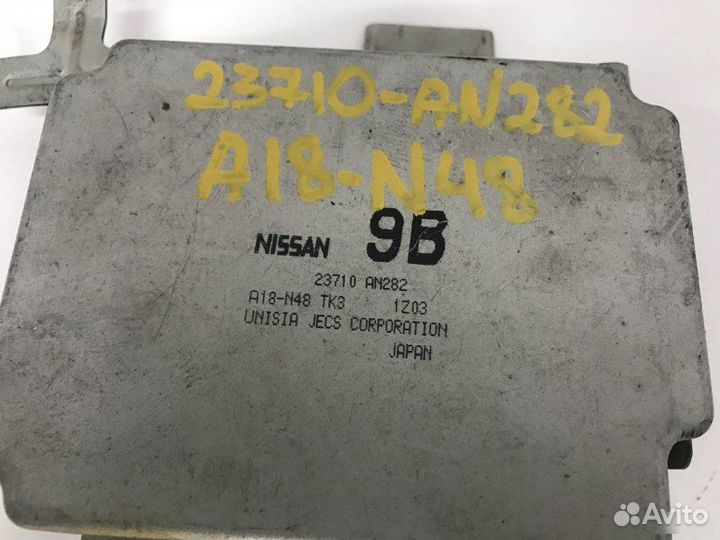 23710-AN282
A18-N48
NISSAN 9B
23710 AN282
A18-N48 TK3 1Z03
UNISIA JECS CORPORATION
JAPAN
Avito